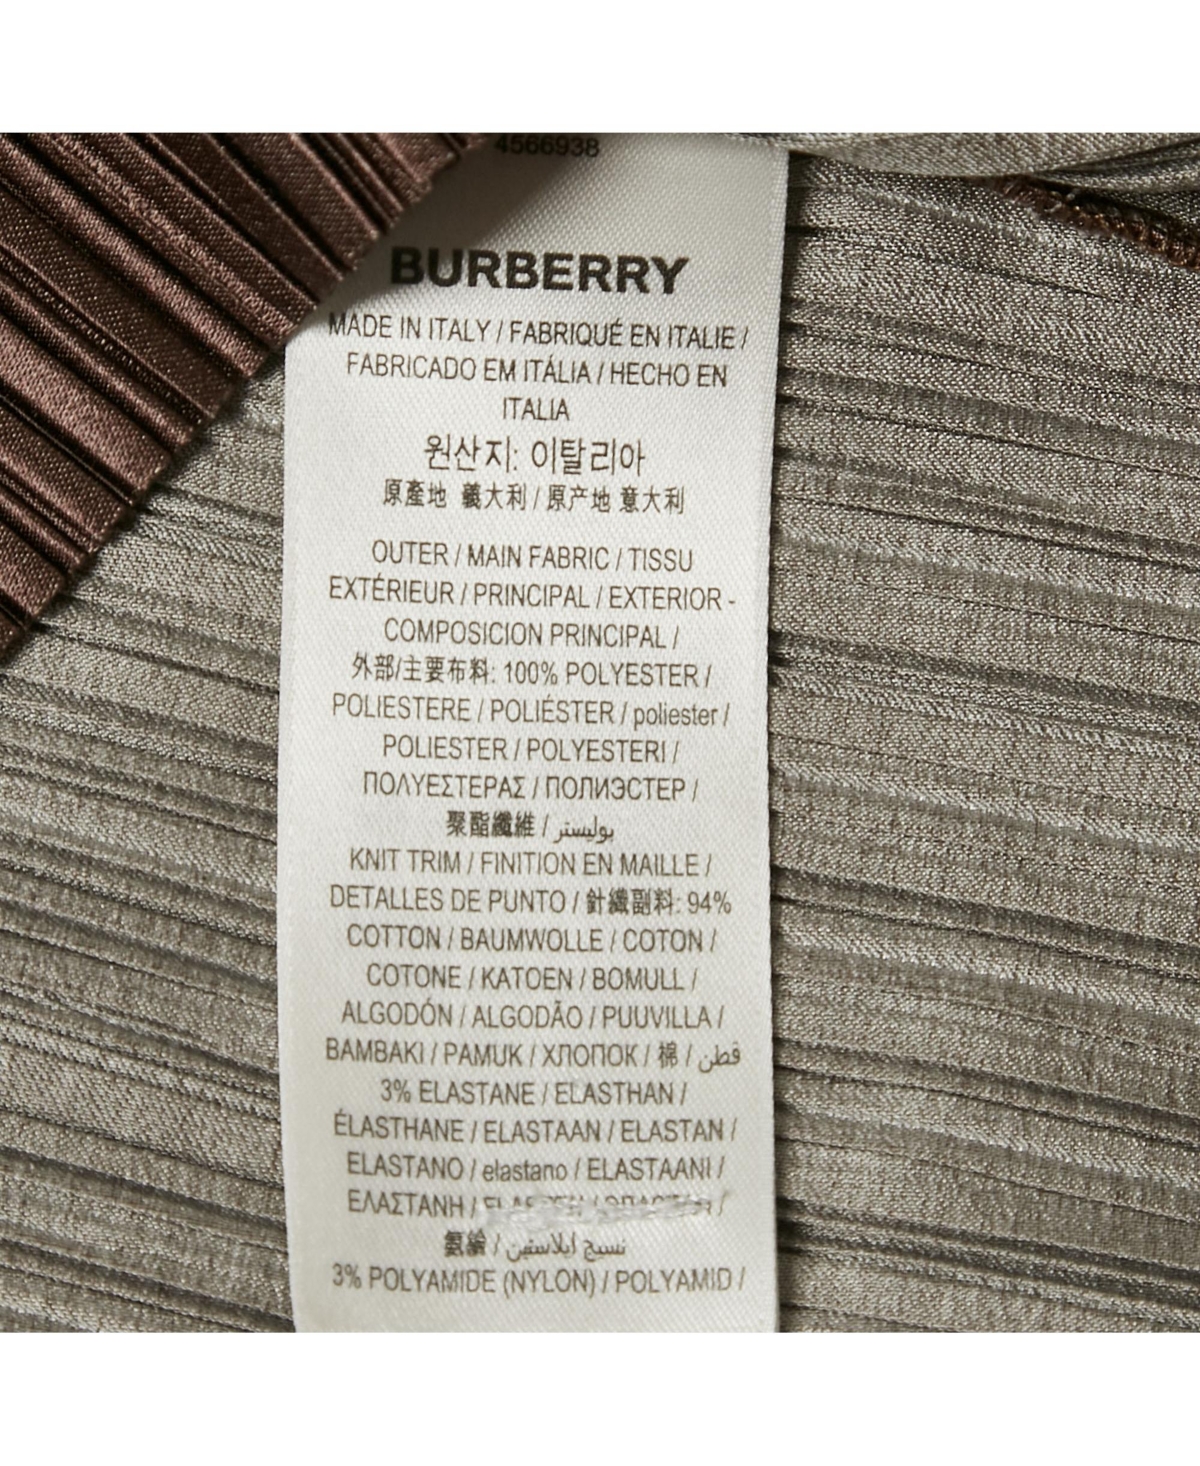 4566938
BURBERRY
MADE IN ITALY / FABRIQUÉ EN ITALIE /
FABRICADO EM ITÁLIA / HECHO EN
ITALIA
원산지: 이탈리아
原產地 義大利 / 原产地 意大利
OUTER / MAIN FABRIC / TISSU
EXTÉRIEUR / PRINCIPAL / EXTERIOR -
COMPOSICION PRINCIPAL /
外部/主要布料: 100% POLYESTER /
POLIESTERE / POLIÉSTER / poliester /
POLIESTER / POLYESTERI /
ΠΟΛΥΕΣΤΕΡΑΣ / ПОЛИЭСТЕР /
聚酯纖維 / بوليستر
KNIT TRIM / FINITION EN MAILLE /
DETALLES DE PUNTO / 針織副料: 94%
COTTON / BAUMWOLLE / COTON /
COTONE / KATOEN / BOMULL /
ALGODÓN / ALGODÃO / PUUVILLA /
BAMBAKI / PAMUK / ХЛОПОК / 棉 / قطن
3% ELASTANE / ELASTHAN /
ÉLASTHANE / ELASTAAN / ELASTAN /
ELASTANO / elastano / ELASTAANI /
ΕΛΑΣΤΑΝΗ /
氨綸 / نسيج ايلاستين
3% POLYAMIDE (NYLON) / POLYAMID /